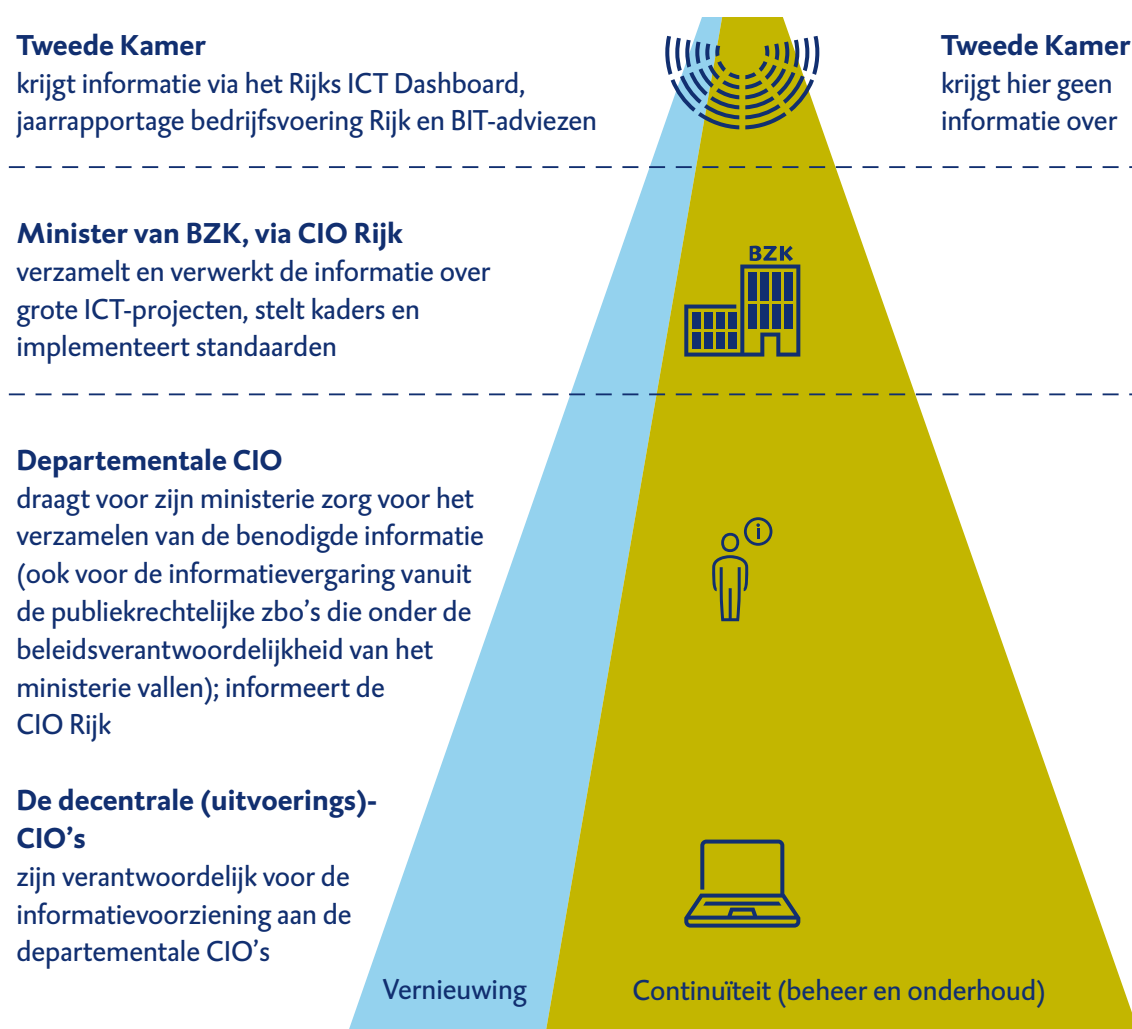 Tweede Kamer
krijgt informatie via het Rijks ICT Dashboard,
jaarrapportage bedrijfsvoering Rijk en BIT-adviezen
Tweede Kamer
krijgt hier geen
informatie over
Minister van BZK, via CIO Rijk
verzamelt en verwerkt de informatie over
grote ICT-projecten, stelt kaders en
implementeert standaarden
BZK
Departementale CIO
draagt voor zijn ministerie zorg voor het
verzamelen van de benodigde informatie
(ook voor de informatievergaring vanuit
de publiekrechtelijke zbo's die onder de
beleidsverantwoordelijkheid van het
ministerie vallen); informeert de
CIO Rijk
i
De decentrale (uitvoerings)-
CIO's
zijn verantwoordelijk voor de
informatievoorziening aan de
departementale CIO's
Vernieuwing
Continuïteit (beheer en onderhoud)